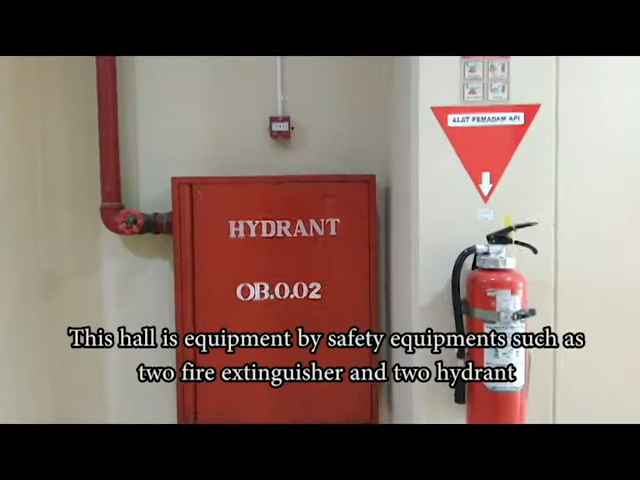 ALAT PEMADAM API
HYDRANT
OB.0.02
This hall is equipment by safety equipments such as
two fire extinguisher and two hydrant